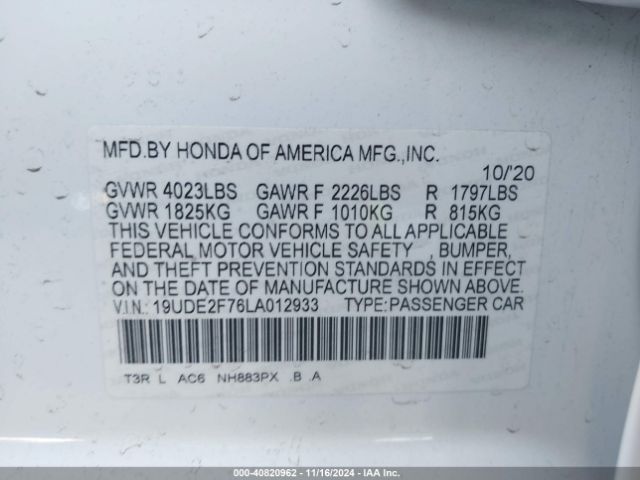 MFD.BY HONDA OF AMERICA MFG.,INC.
10/'20
GVWR 4023LBS GAWR F 2226LBS R 1797LBS
GVWR 1825KG GAWR F 1010KG R 815KG
THIS VEHICLE CONFORMS TO ALL APPLICABLE
FEDERAL MOTOR VEHICLE SAFETY , BUMPER,
AND THEFT PREVENTION STANDARDS IN EFFECT
ON THE DATE OF MANUFACTURE SHOWN ABOVE.
V.I.N.: 19UDE2F76LA012933 TYPE:PASSENGER CAR
T3R L AC6 NH883PX .B .A
000-40820962 - 11/16/2024 - IAA Inc.